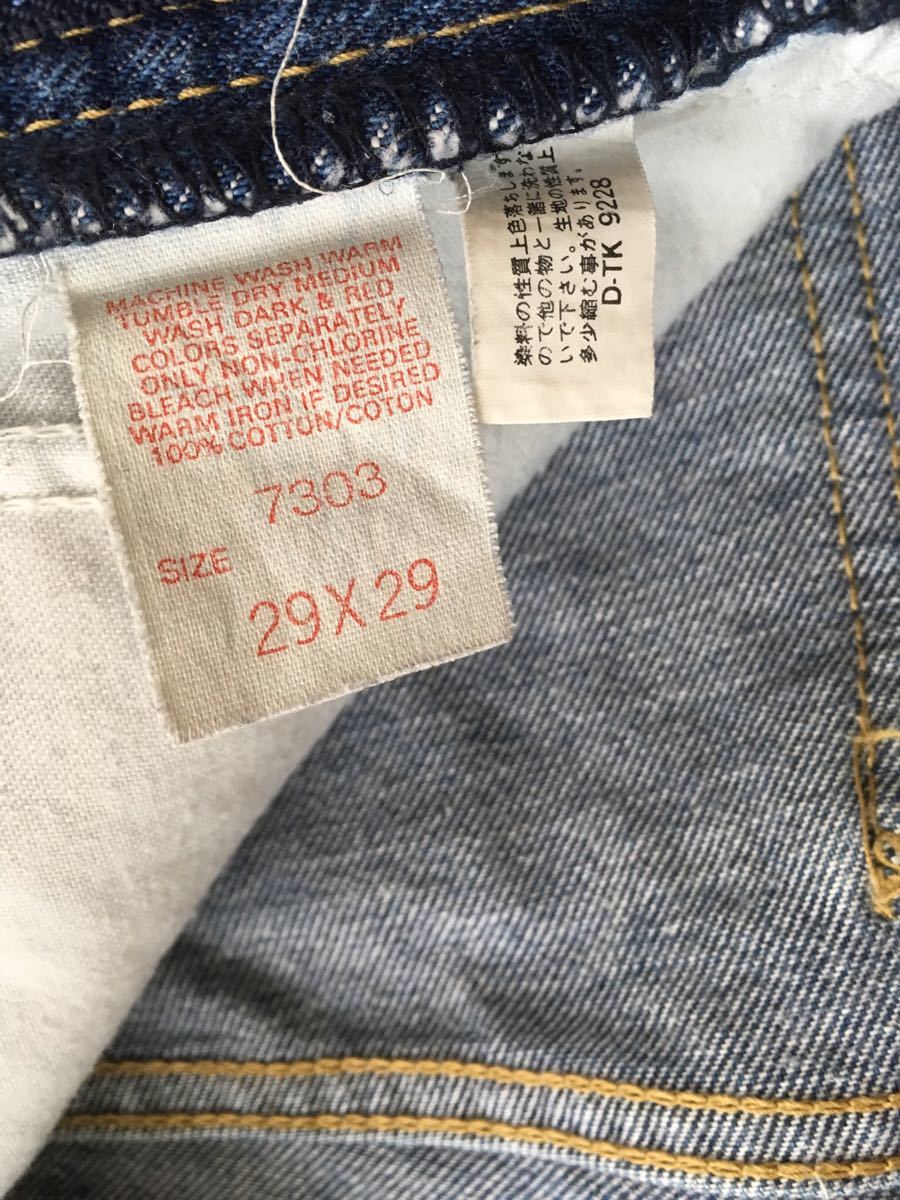 MACHINE WASH WARM
TUMBLE DRY MEDIUM
WASH DARK & RED
COLORS SEPARATELY
ONLY NON-CHLORINE
BLEACH WHEN NEEDED
WARM IRON IF DESIRED
100% COTTON/COTON
7303
SIZE
29X29
染料の性質上色落ちします
ので他の物と一諸に洗わな
いで下さい。生地の性質上
多少縮む事があります。
D-TK 9228